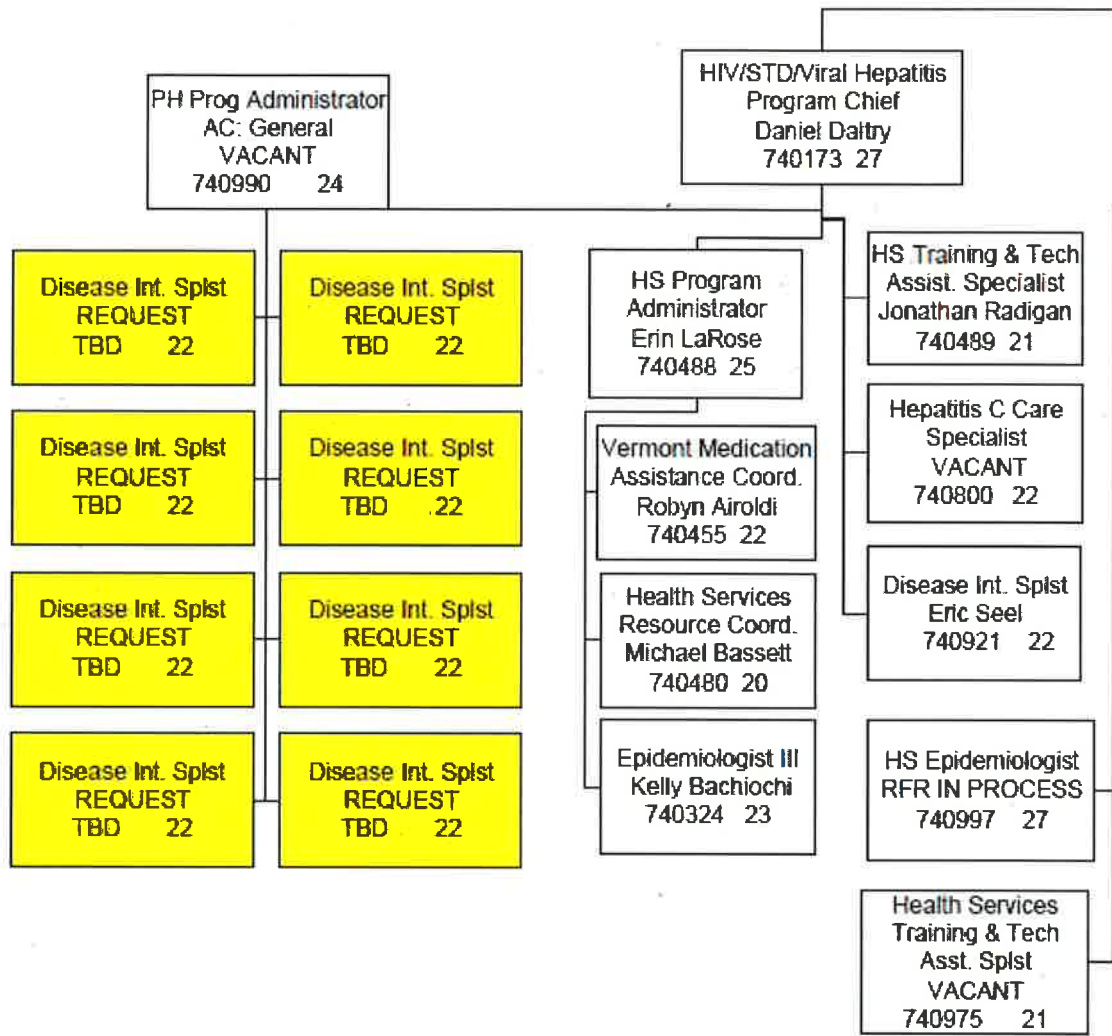 PH Prog Administrator
AC: General
VACANT
740990 24
HIV/STD/Viral Hepatitis
Program Chief
Daniel Daltry
740173 27
Disease Int. Splst
REQUEST
TBD 22
Disease Int. Splst
REQUEST
TBD 22
Disease Int. Splst
REQUEST
TBD .22
Disease Int. Splst
REQUEST
TBD 22
Disease Int. Splst
REQUEST
TBD 22
Disease Int. Splst
REQUEST
TBD 22
Disease Int. Splst
REQUEST
TBD 22
Disease Int. Splst
REQUEST
TBD 22
HS Program
Administrator
Erin LaRose
740488 25
Vermont Medication
Assistance Coord.
Robyn Airoldi
740455 22
Health Services
Resource Coord.
Michael Bassett
740480 20
Epidemiologist III
Kelly Bachiochi
740324 23
HS Training & Tech
Assist. Specialist
Jonathan Radigan
740489 21
Hepatitis C Care
Specialist
VACANT
740800 22
Disease Int. Splst
Eric Seel
740921 22
HS Epidemiologist
RFR IN PROCESS
740997 27
Health Services
Training & Tech
Asst. Splst
VACANT
740975 21